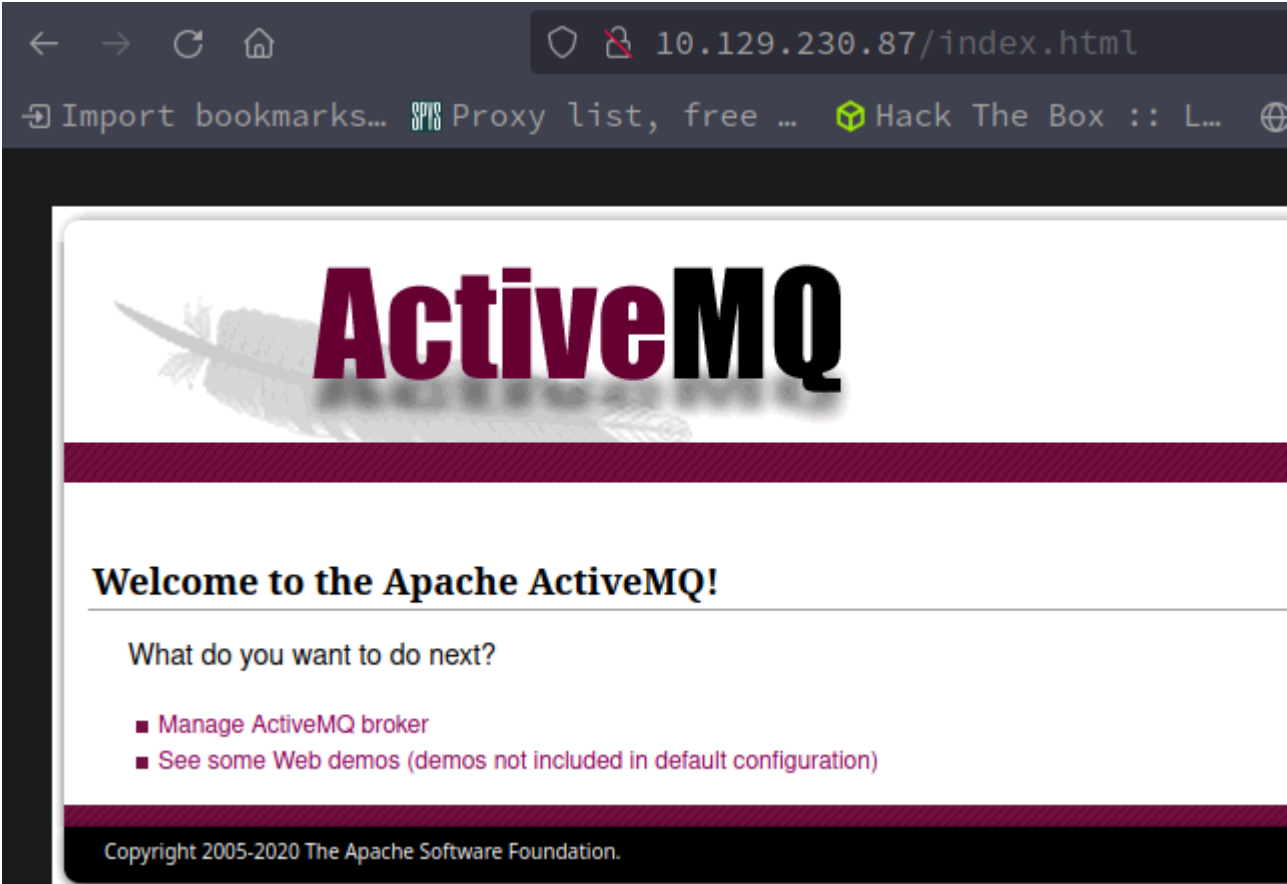 10.129.230.87/index.html
Import bookmarks… SPYS Proxy list, free … Hack The Box :: L…
ActiveMQ
Welcome to the Apache ActiveMQ!
What do you want to do next?
Manage ActiveMQ broker
See some Web demos (demos not included in default configuration)
Copyright 2005-2020 The Apache Software Foundation.